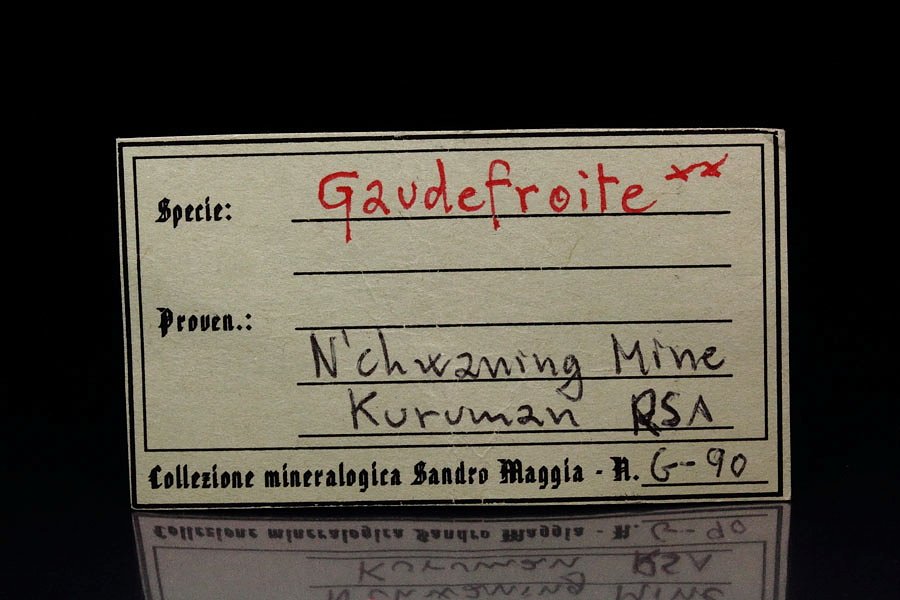 Specie: Gaudefroite xx
Proven.:
N'chwaning Mine
Kuruman RSA
Collezione mineralogica Sandro Maggia - N. G-90